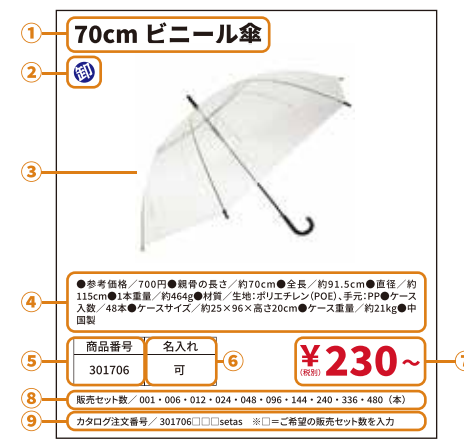 ① 70cm ビニール傘
② 卸
③
④ ●参考価格／700円●親骨の長さ／約70cm●全長／約91.5cm●直径／約
115cm●1本重量／約464g●材質／生地：ポリエチレン（POE）、手元：PP●ケース
入数／48本●ケースサイズ／約25×96×高さ20cm●ケース重量／約21kg●中
国製
⑤ 商品番号 名入れ ⑥
301706 可
¥230〜 ⑦
（税別）
⑧ 販売セット数／ 001・006・012・024・048・096・144・240・336・480（本）
⑨ カタログ注文番号／ 301706□□□setas ※□＝ご希望の販売セット数を入力